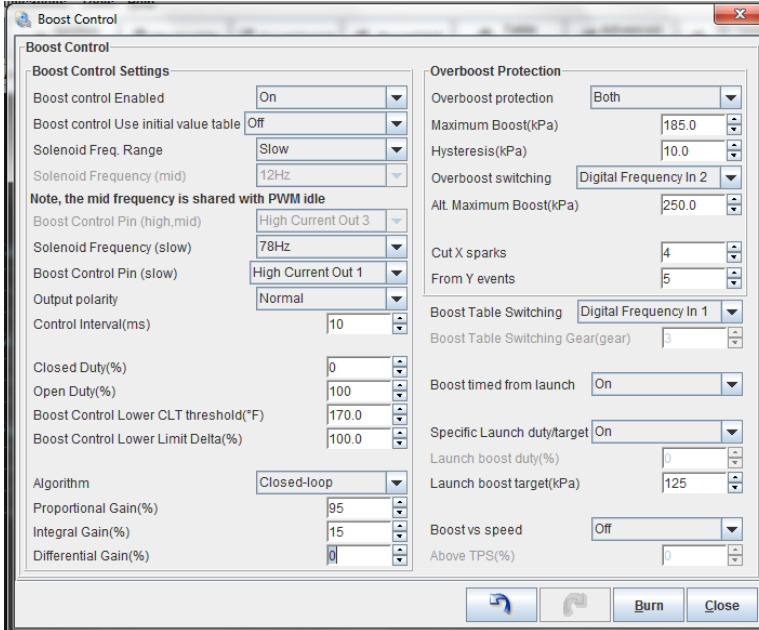 Boost Control
Boost Control
Boost Control Settings
Boost control Enabled On
Boost control Use initial value table Off
Solenoid Freq. Range Slow
Solenoid Frequency (mid) 12Hz
Note, the mid frequency is shared with PWM idle
Boost Control Pin (high,mid) High Current Out 3
Solenoid Frequency (slow) 78Hz
Boost Control Pin (slow) High Current Out 1
Output polarity Normal
Control Interval(ms) 10
Closed Duty(%) 0
Open Duty(%) 100
Boost Control Lower CLT threshold(°F) 170.0
Boost Control Lower Limit Delta(%) 100.0
Algorithm Closed-loop
Proportional Gain(%) 95
Integral Gain(%) 15
Differential Gain(%) 0
Overboost Protection
Overboost protection Both
Maximum Boost(kPa) 185.0
Hysteresis(kPa) 10.0
Overboost switching Digital Frequency In 2
Alt. Maximum Boost(kPa) 250.0
Cut X sparks 4
From Y events 5
Boost Table Switching Digital Frequency In 1
Boost Table Switching Gear(gear) 3
Boost timed from launch On
Specific Launch duty/target On
Launch boost duty(%) 0
Launch boost target(kPa) 125
Boost vs speed Off
Above TPS(%) 0
Burn Close